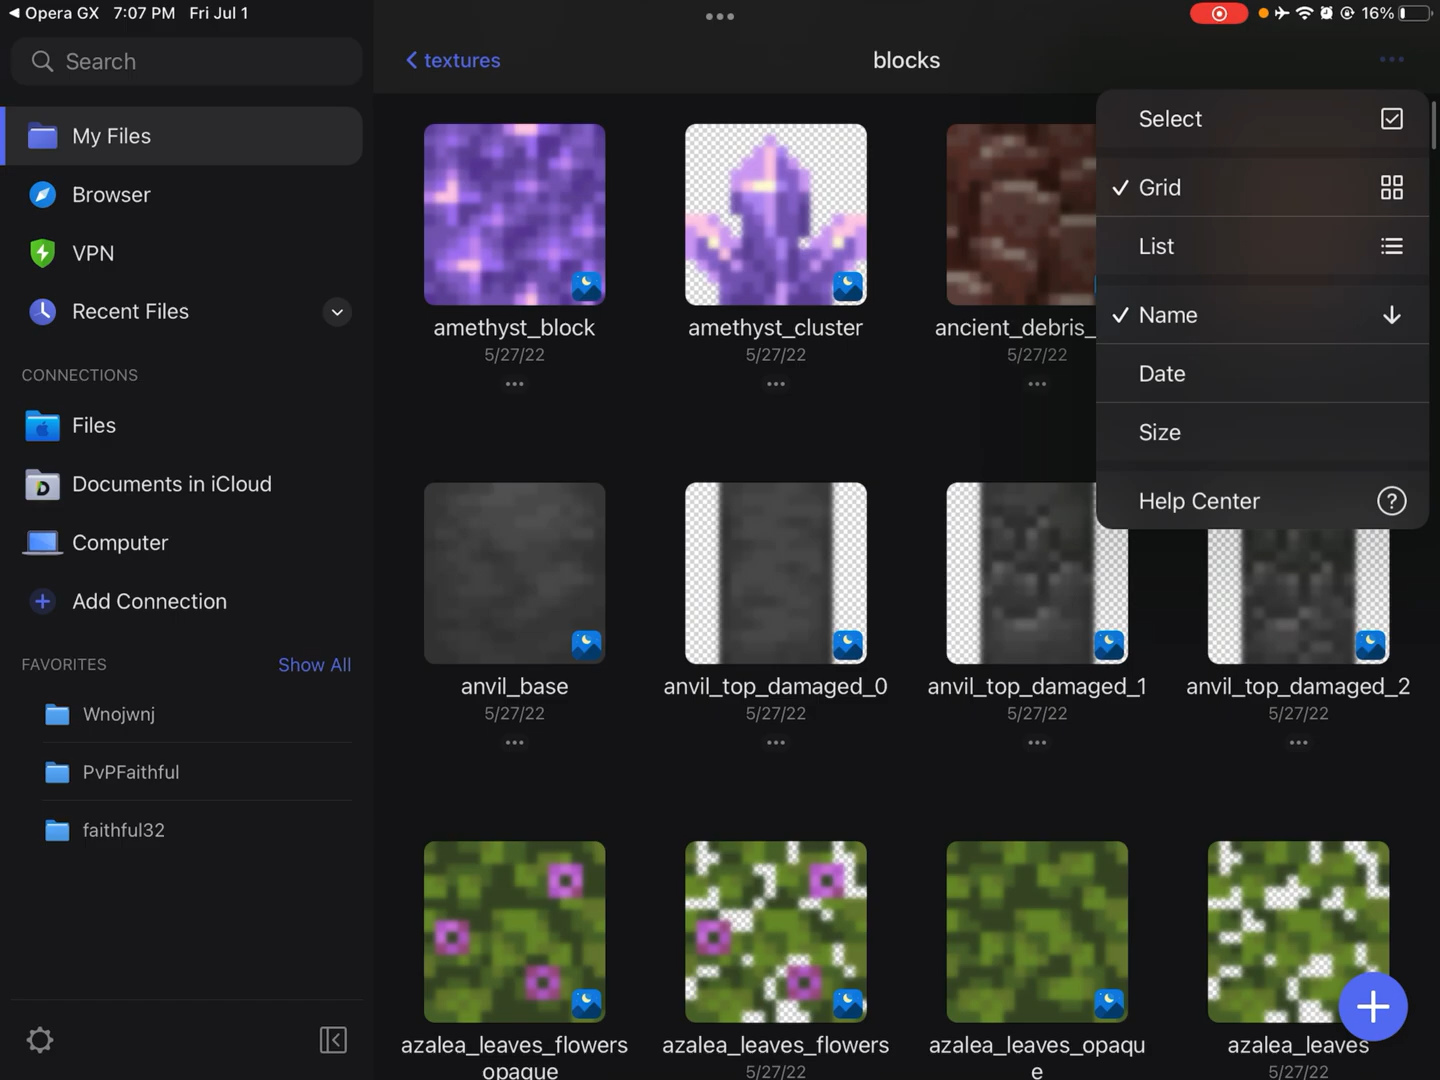 Opera GX 7:07 PM Fri Jul 1
16%
Search
My Files
Browser
VPN
Recent Files
CONNECTIONS
Files
Documents in iCloud
Computer
Add Connection
FAVORITES Show All
Wnojwnj
PvPFaithful
faithful32
textures
blocks
Select
Grid
List
Name
Date
Size
Help Center
amethyst_block
5/27/22
amethyst_cluster
5/27/22
ancient_debris_
5/27/22
anvil_base
5/27/22
anvil_top_damaged_0
5/27/22
anvil_top_damaged_1
5/27/22
anvil_top_damaged_2
5/27/22
azalea_leaves_flowers
opaque
azalea_leaves_flowers
5/27/22
azalea_leaves_opaqu
e
azalea_leaves
5/27/22